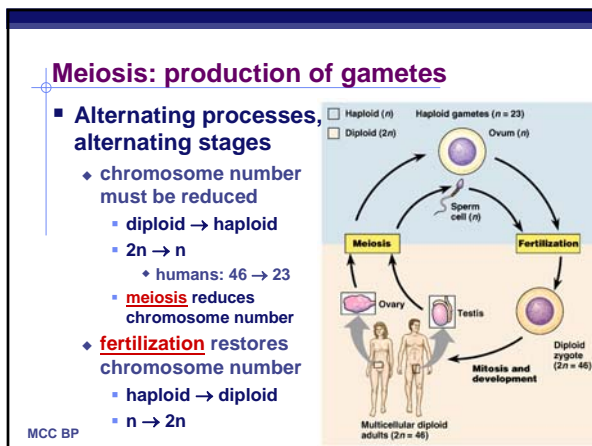 Meiosis: production of gametes
▪ Alternating processes,
alternating stages
◆ chromosome number
must be reduced
▪ diploid → haploid
▪ 2n → n
◆ humans: 46 → 23
▪ meiosis reduces
chromosome number
◆ fertilization restores
chromosome number
▪ haploid → diploid
▪ n → 2n
MCC BP
Haploid (n)
Diploid (2n)
Haploid gametes (n = 23)
Ovum (n)
Sperm
cell (n)
Meiosis
Fertilization
Ovary
Testis
Diploid
zygote
(2n = 46)
Mitosis and
development
Multicellular diploid
adults (2n = 46)